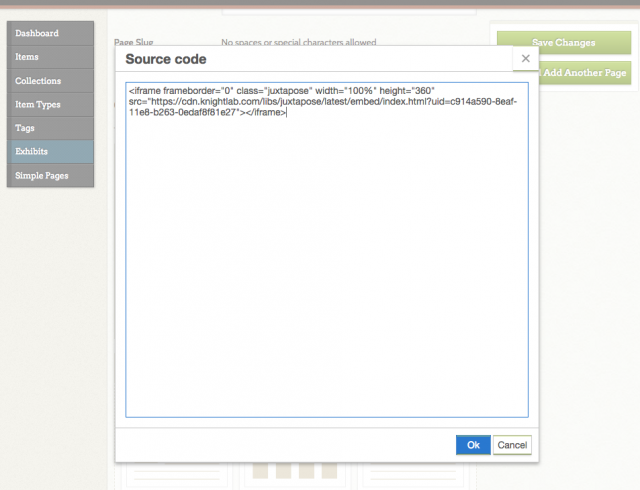 Dashboard
Items
Collections
Item Types
Tags
Exhibits
Simple Pages
Page Slug
No spaces or special characters allowed
Save Changes
Add Another Page
Source code
<iframe frameborder="0" class="juxtapose" width="100%" height="360"
src="https://cdn.knightlab.com/libs/juxtapose/latest/embed/index.html?uid=c914a590-8eaf-
11e8-b263-0edaf8f81e27"></iframe>
Ok
Cancel